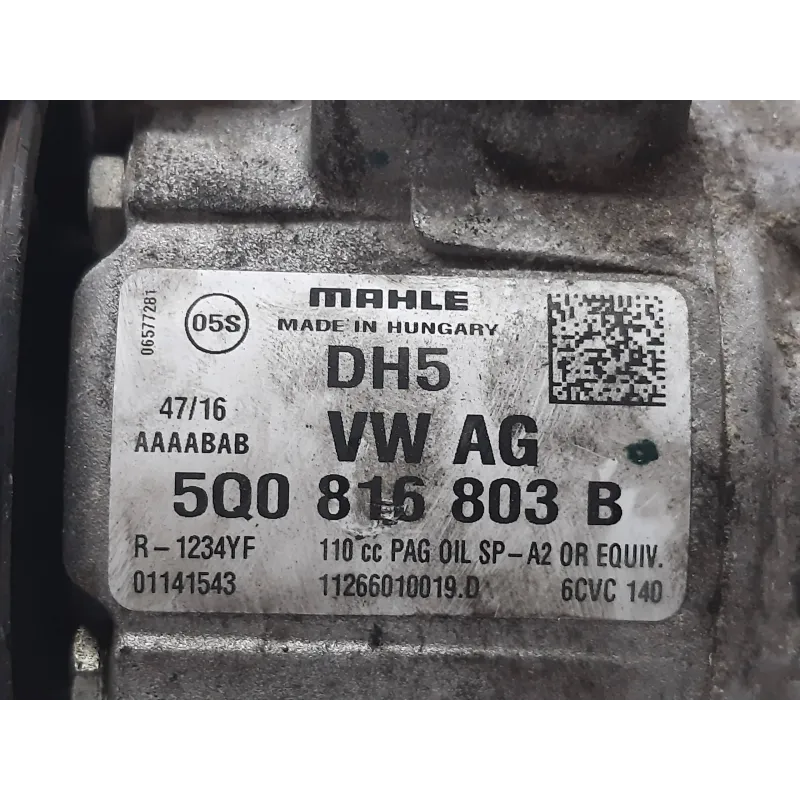 06577281
05S
MAHLE
MADE IN HUNGARY
DH5
47/16
AAAABAB
VW AG
5Q0 816 803 B
R-1234YF 110 cc PAG OIL SP-A2 OR EQUIV.
01141543 11266010019.D 6CVC 140